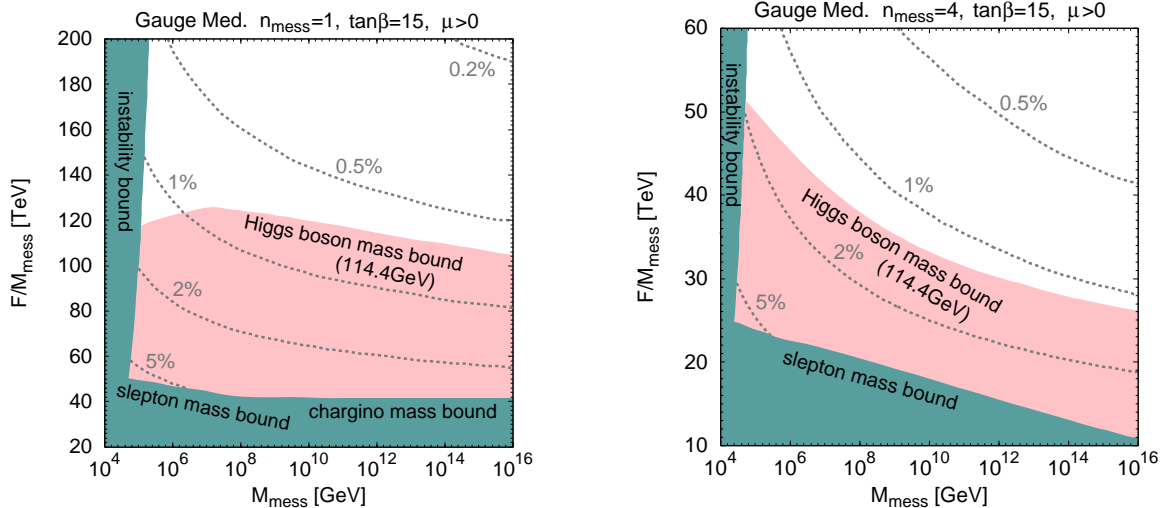 Gauge Med. n_mess=1, tanβ=15, μ>0
200
180
160
140
120
100
80
60
40
20
F/M_mess [TeV]
instability bound
0.2%
0.5%
1%
Higgs boson mass bound
(114.4GeV)
2%
5%
slepton mass bound
chargino mass bound
10^4
10^6
10^8
10^10
10^12
10^14
10^16
M_mess [GeV]
Gauge Med. n_mess=4, tanβ=15, μ>0
60
50
40
30
20
10
F/M_mess [TeV]
instability bound
0.5%
1%
Higgs boson mass bound
(114.4GeV)
2%
5%
slepton mass bound
10^4
10^6
10^8
10^10
10^12
10^14
10^16
M_mess [GeV]